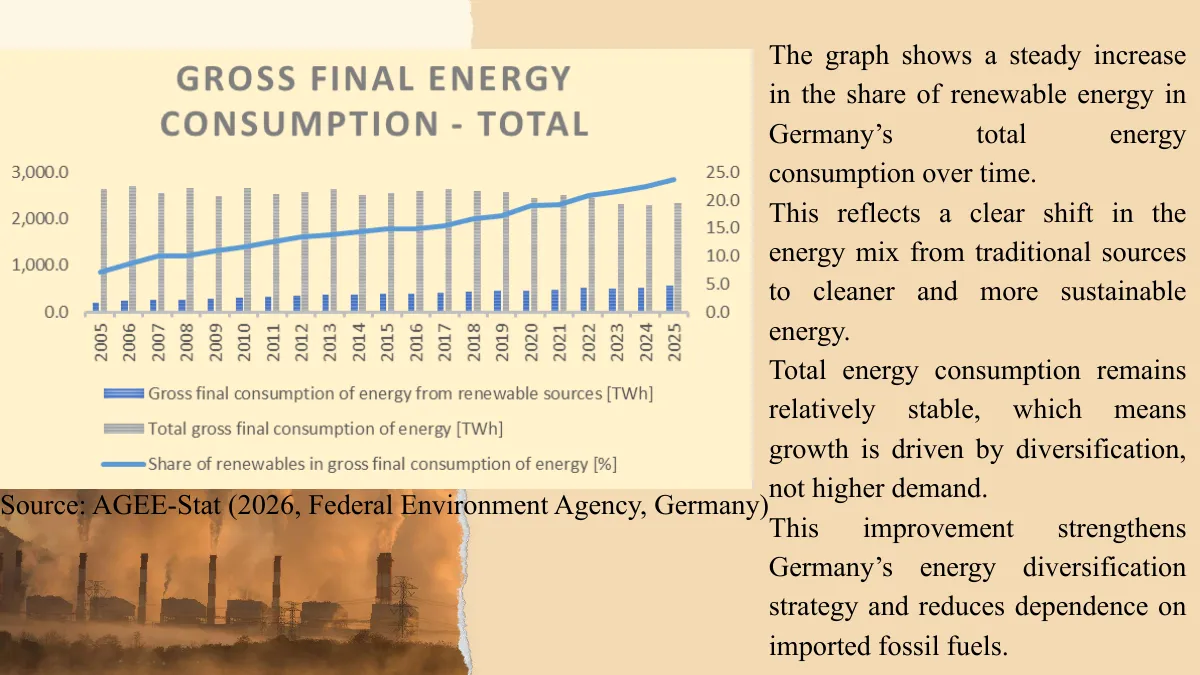 GROSS FINAL ENERGY
CONSUMPTION - TOTAL
3,000.0
2,000.0
1,000.0
0.0
25.0
20.0
15.0
10.0
5.0
0.0
2005
2006
2007
2008
2009
2010
2011
2012
2013
2014
2015
2016
2017
2018
2019
2020
2021
2022
2023
2024
2025
Gross final consumption of energy from renewable sources [TWh]
Total gross final consumption of energy [TWh]
Share of renewables in gross final consumption of energy [%]
Source: AGEE-Stat (2026, Federal Environment Agency, Germany)
The graph shows a steady increase
in the share of renewable energy in
Germany’s total energy
consumption over time.
This reflects a clear shift in the
energy mix from traditional sources
to cleaner and more sustainable
energy.
Total energy consumption remains
relatively stable, which means
growth is driven by diversification,
not higher demand.
This improvement strengthens
Germany’s energy diversification
strategy and reduces dependence on
imported fossil fuels.